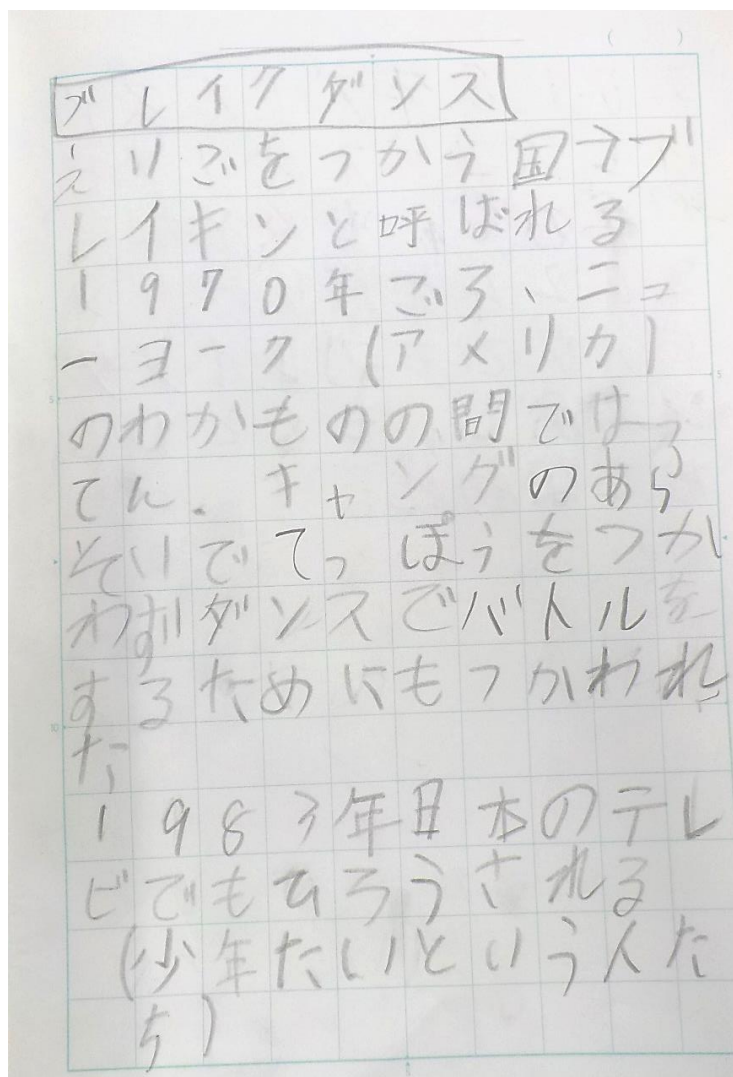 ブレイクダンス
えいごをつかう国でブ
レイキンと呼ばれる
1970年ごろ、ニュ
ーヨーク(アメリカ)
のわかものの間ではっ
てん. ギャングのあら
そいでてっぽうをつか
わずダンスでバトルを
するためにもつかわれ
た
1983年日本のテレ
ビでもひろうされる
(少年たいという人た
ち)